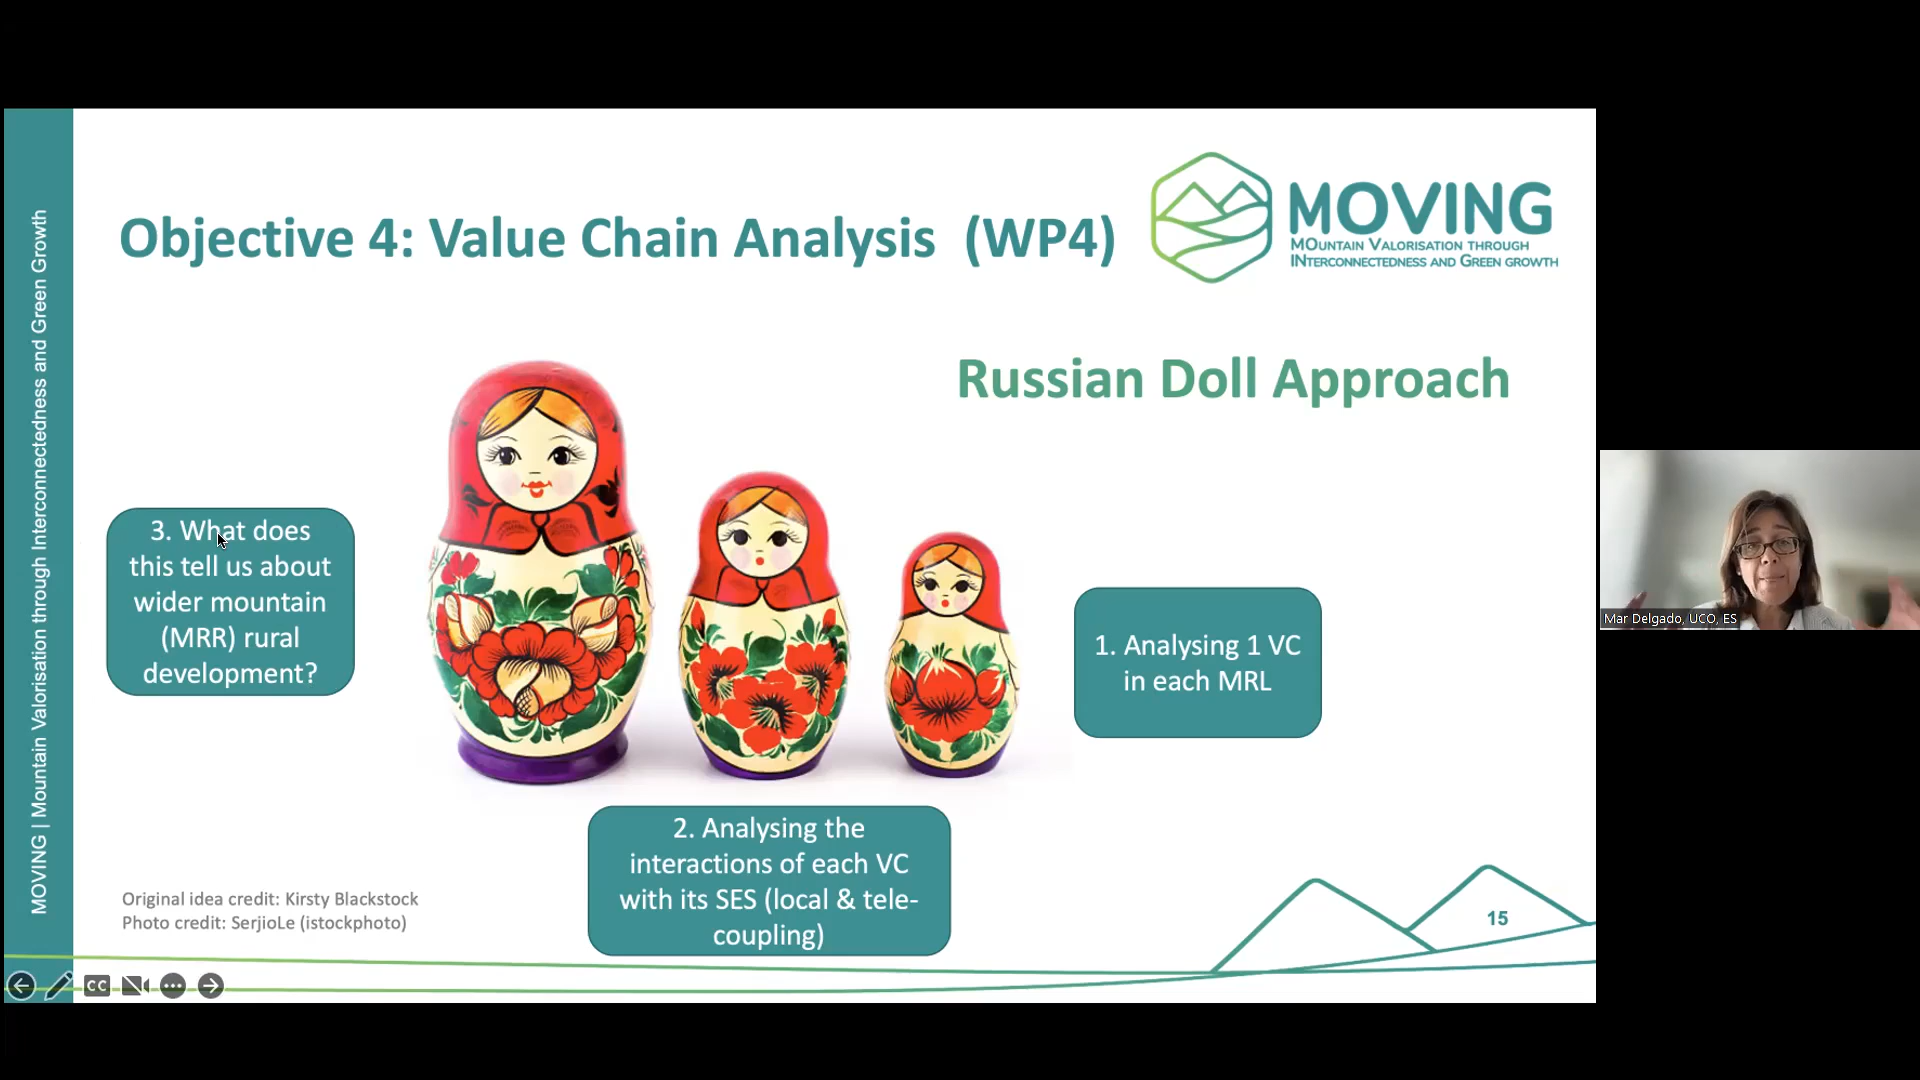 MOVING | Mountain Valorisation through Interconnectedness and Green Growth
Objective 4: Value Chain Analysis (WP4)
MOVING
MOUNTAIN VALORISATION THROUGH
INTERCONNECTEDNESS AND GREEN GROWTH
Russian Doll Approach
3. What does
this tell us about
wider mountain
(MRR) rural
development?
1. Analysing 1 VC
in each MRL
2. Analysing the
interactions of each VC
with its SES (local & tele-
coupling)
Original idea credit: Kirsty Blackstock
Photo credit: SerjioLe (istockphoto)
15
CC
Mar Delgado, UCO, ES